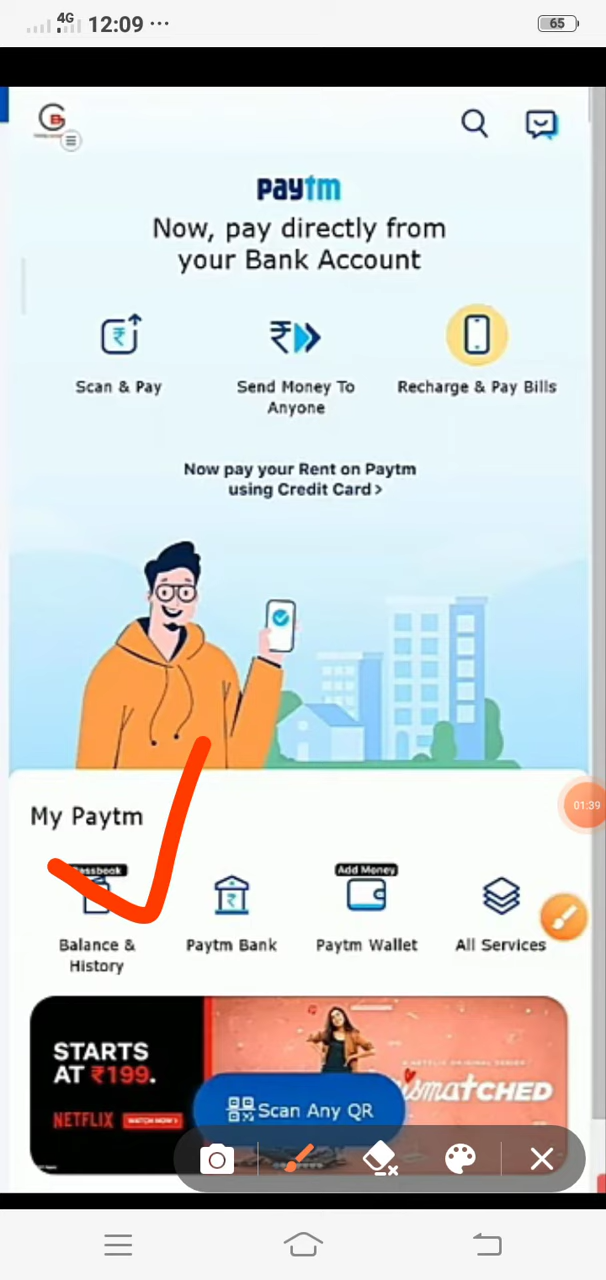 4G 12:09 ... 65
paytm
Now, pay directly from
your Bank Account
Scan & Pay
Send Money To
Anyone
Recharge & Pay Bills
Now pay your Rent on Paytm
using Credit Card >
My Paytm
01:39
Add Money
Balance &
History
Paytm Bank
Paytm Wallet
All Services
STARTS
AT ₹199.
NETFLIX
WATCH NOW >
Scan Any QR